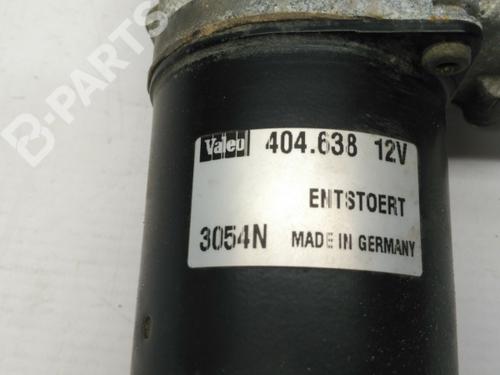 B-PARTS
Valeo 404.638 12V
ENTSTOERT
3054N MADE IN GERMANY